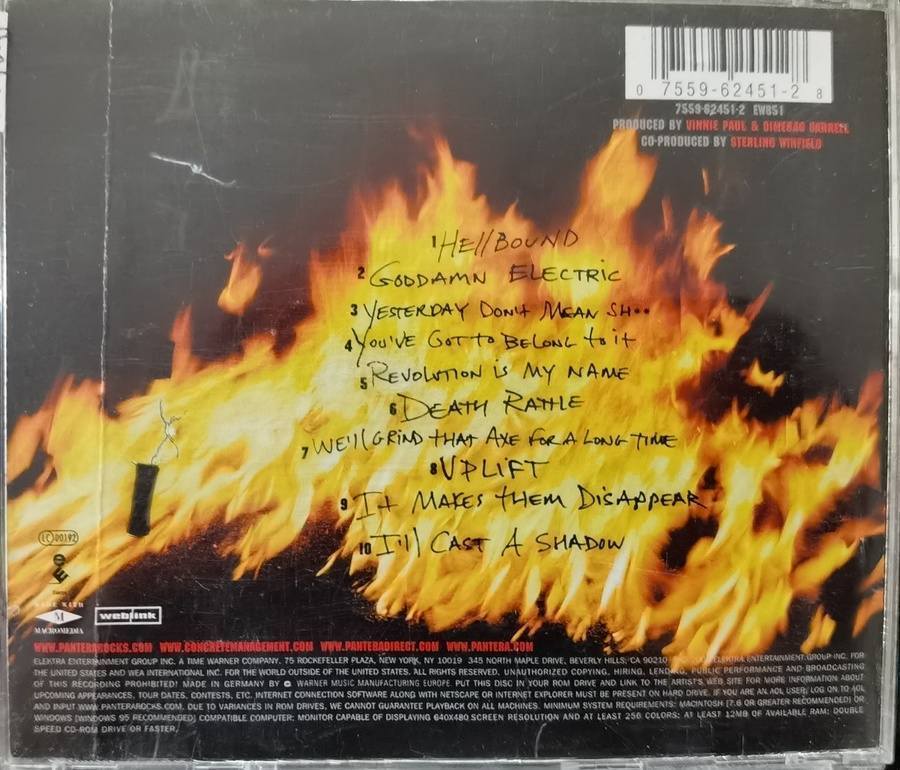 0 7559-62451-2 8
7559-62451-2 EW851
PRODUCED BY VINNIE PAUL & DIMEBAG DARRELL
CO-PRODUCED BY STERLING WINFIELD
1 HellBOUND
2 GODDAMN ELECTRIC
3 YESTERDAY DON't MEAN SH••
4 YOU'VE GOT TO BELONG to it
5 REVOLUTION is MY NAME
6 DEATH RATTLE
7 WE'll GRIND tHAT AXE FOR A LONG TIME
8 UPLIFT
9 It MAKES tHEM DiSAPPEAR
10 I'll CAST A SHADOW
LC 00192
MADE WITH
M
MACROMEDIA
weblink
WWW.PANTERAROCKS.COM WWW.CONCRETEMANAGEMENT.COM WWW.PANTERADIRECT.COM WWW.PANTERA.COM
ELEKTRA ENTERTAINMENT GROUP INC. A TIME WARNER COMPANY. 75 ROCKEFELLER PLAZA, NEW YORK, NY 10019 345 NORTH MAPLE DRIVE, BEVERLY HILLS, CA 90210 ELEKTRA ENTERTAINMENT GROUP INC. FOR
THE UNITED STATES AND WEA INTERNATIONAL INC. FOR THE WORLD OUTSIDE OF THE UNITED STATES. ALL RIGHTS RESERVED. UNAUTHORIZED COPYING, HIRING, LENDING, PUBLIC PERFORMANCE AND BROADCASTING
OF THIS RECORDING PROHIBITED! MADE IN GERMANY BY WARNER MUSIC MANUFACTURING EUROPE PUT THIS DISC IN YOUR ROM DRIVE AND LINK TO THE ARTIST'S WEB SITE FOR MORE INFORMATION ABOUT
UPCOMING APPEARANCES, TOUR DATES, CONTESTS, ETC. INTERNET CONNECTION SOFTWARE ALONG WITH NETSCAPE OR INTERNET EXPLORER MUST BE PRESENT ON HARD DRIVE. IF YOU ARE AN AOL USER, LOG ON TO AOL
AND INPUT WWW.PANTERAROCKS.COM. DUE TO VARIANCES IN ROM DRIVES, WE CANNOT GUARANTEE PLAYBACK ON ALL MACHINES. MINIMUM SYSTEM REQUIREMENTS: MACINTOSH [7.6 OR GREATER RECOMMENDED] OR
WINDOWS [WINDOWS 95 RECOMMENDED] COMPATIBLE COMPUTER; MONITOR CAPABLE OF DISPLAYING 640X480 SCREEN RESOLUTION AND AT LEAST 256 COLORS; AT LEAST 12MB OF AVAILABLE RAM; DOUBLE
SPEED CD-ROM DRIVE OR FASTER.